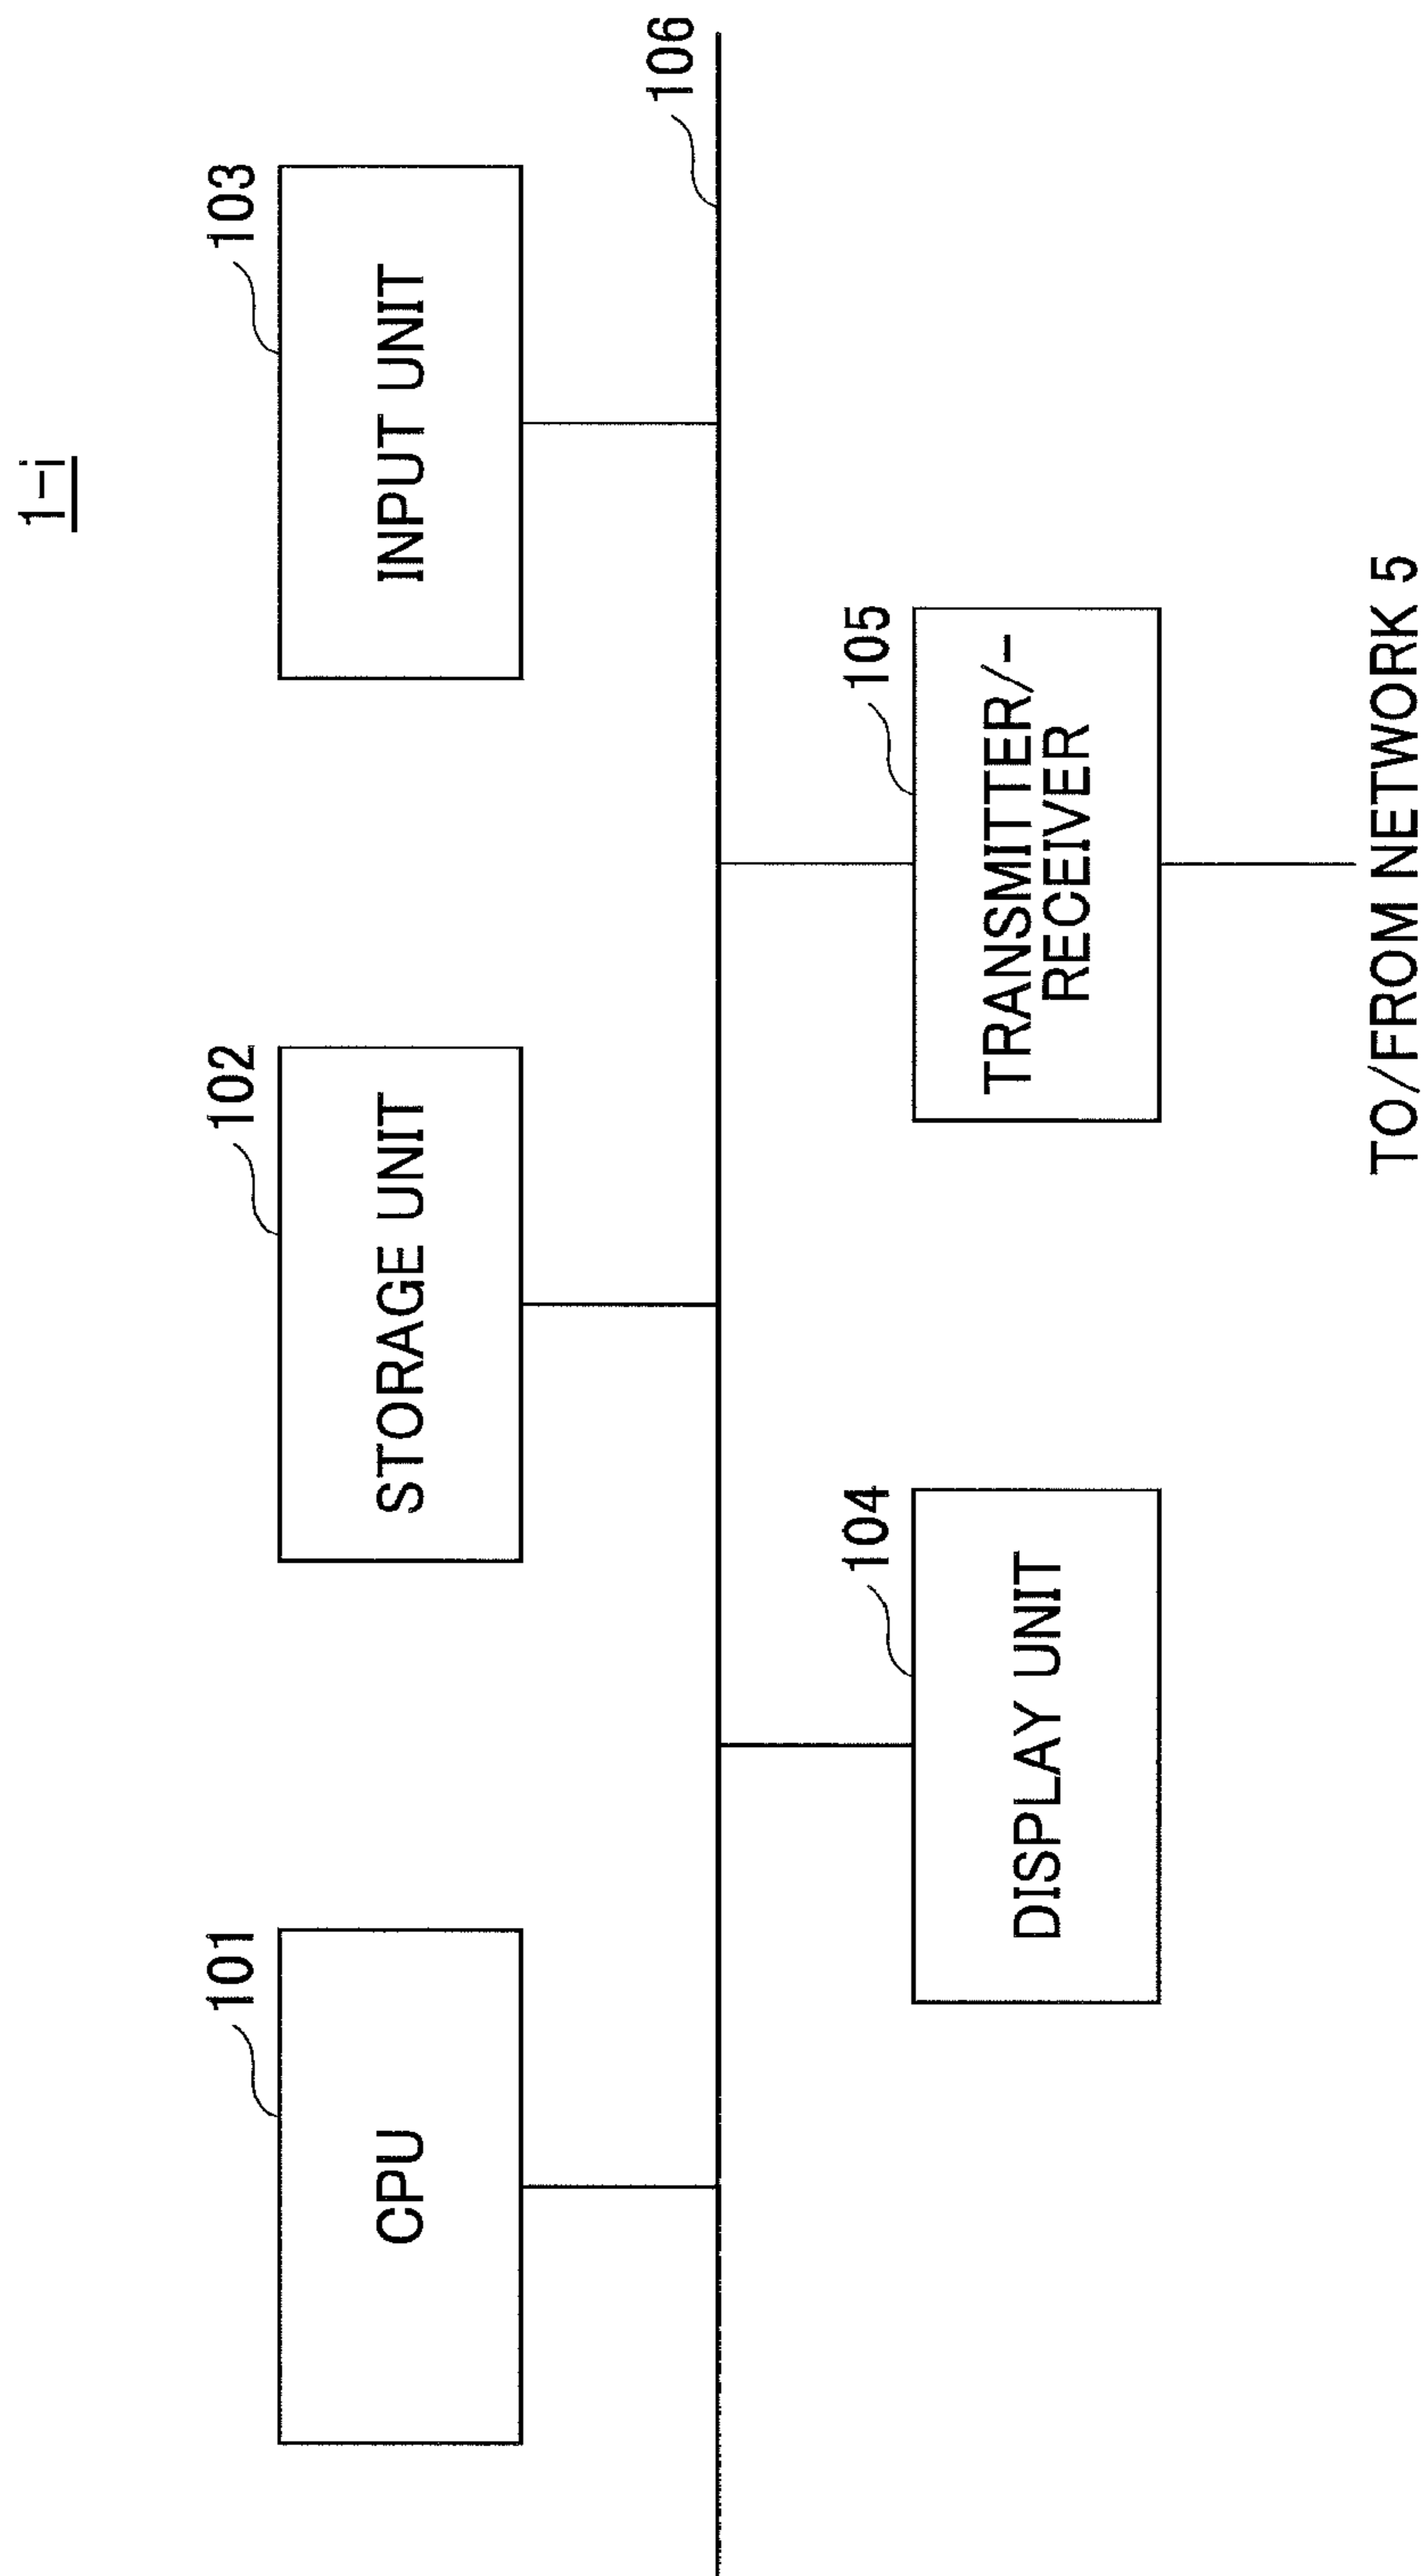 1-i
101
CPU
102
STORAGE UNIT
103
INPUT UNIT
106
104
DISPLAY UNIT
105
TRANSMITTER/-
RECEIVER
TO/FROM NETWORK 5